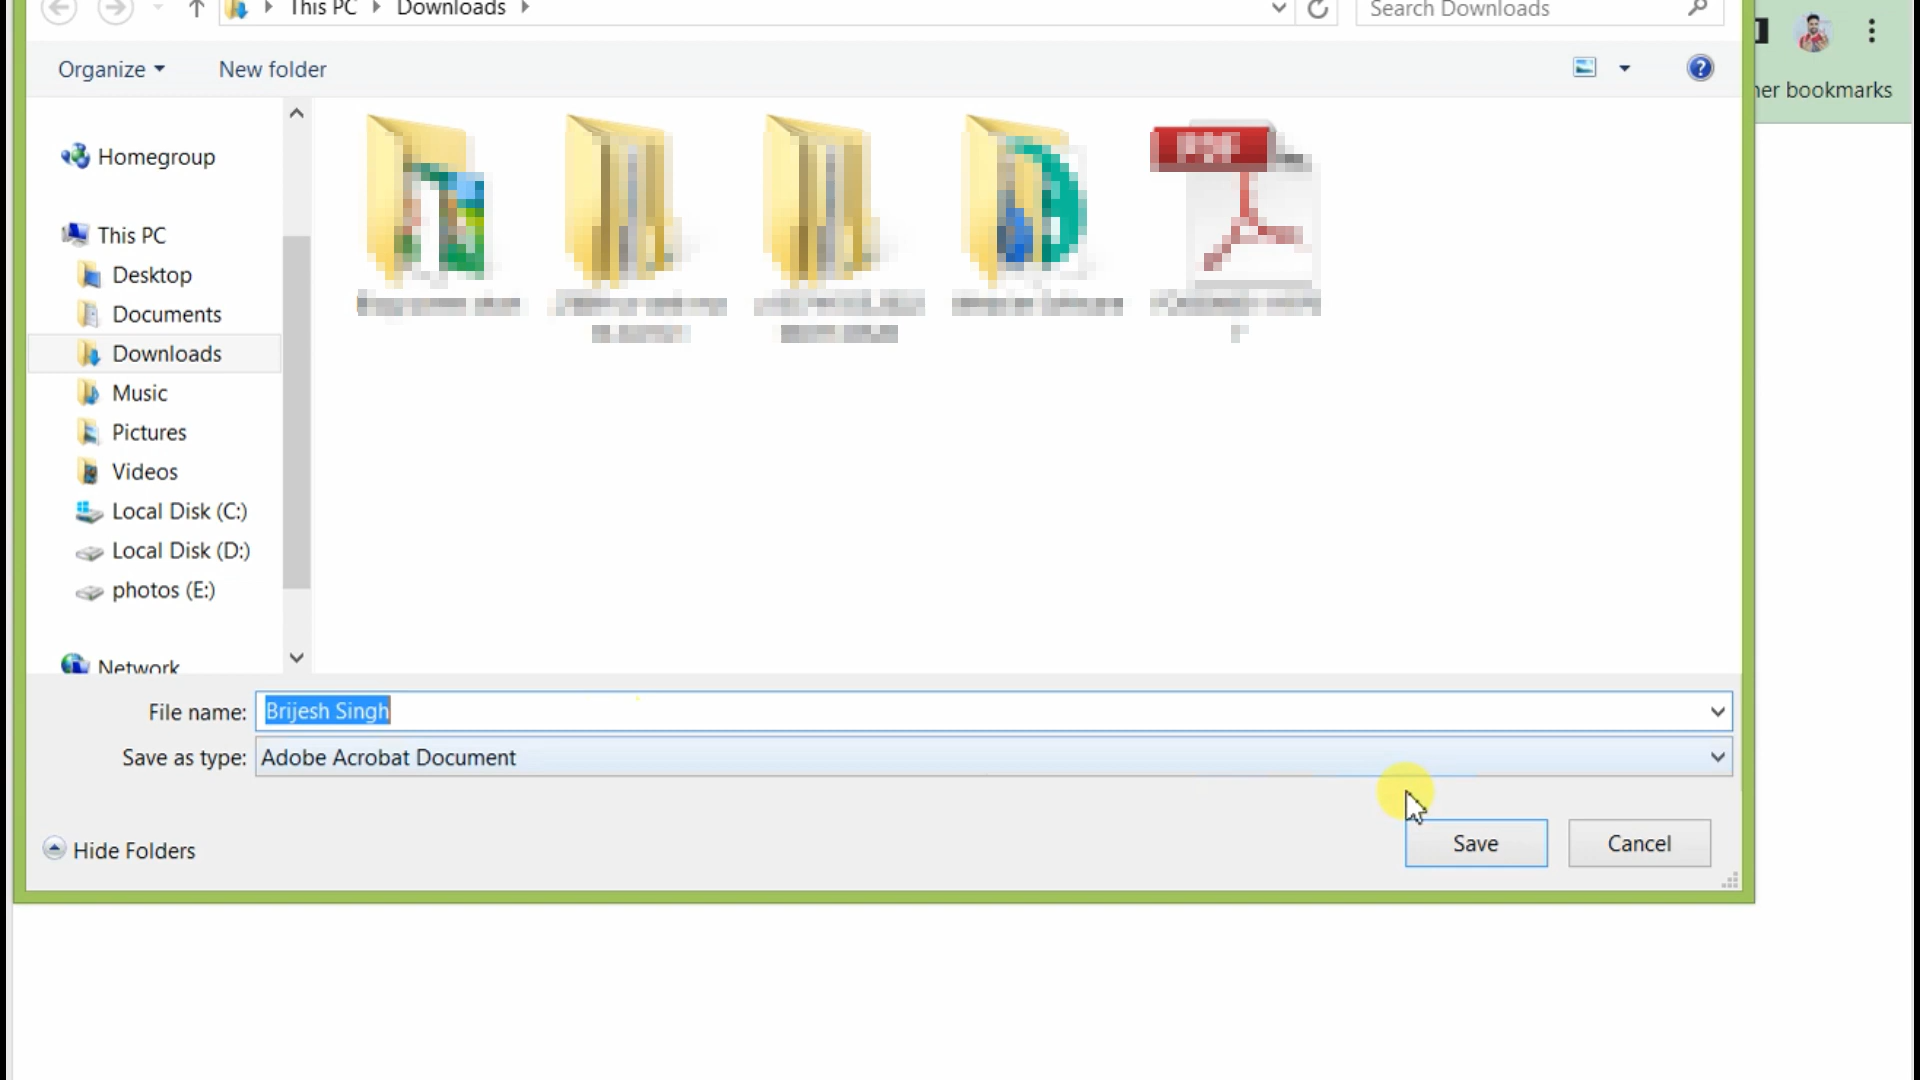 This PC Downloads
Search Downloads
Organize
New folder
her bookmarks
Homegroup
This PC
Desktop
Documents
Downloads
Music
Pictures
Videos
Local Disk (C:)
Local Disk (D:)
photos (E:)
Network
File name: Brijesh Singh
Save as type: Adobe Acrobat Document
Hide Folders
Save
Cancel